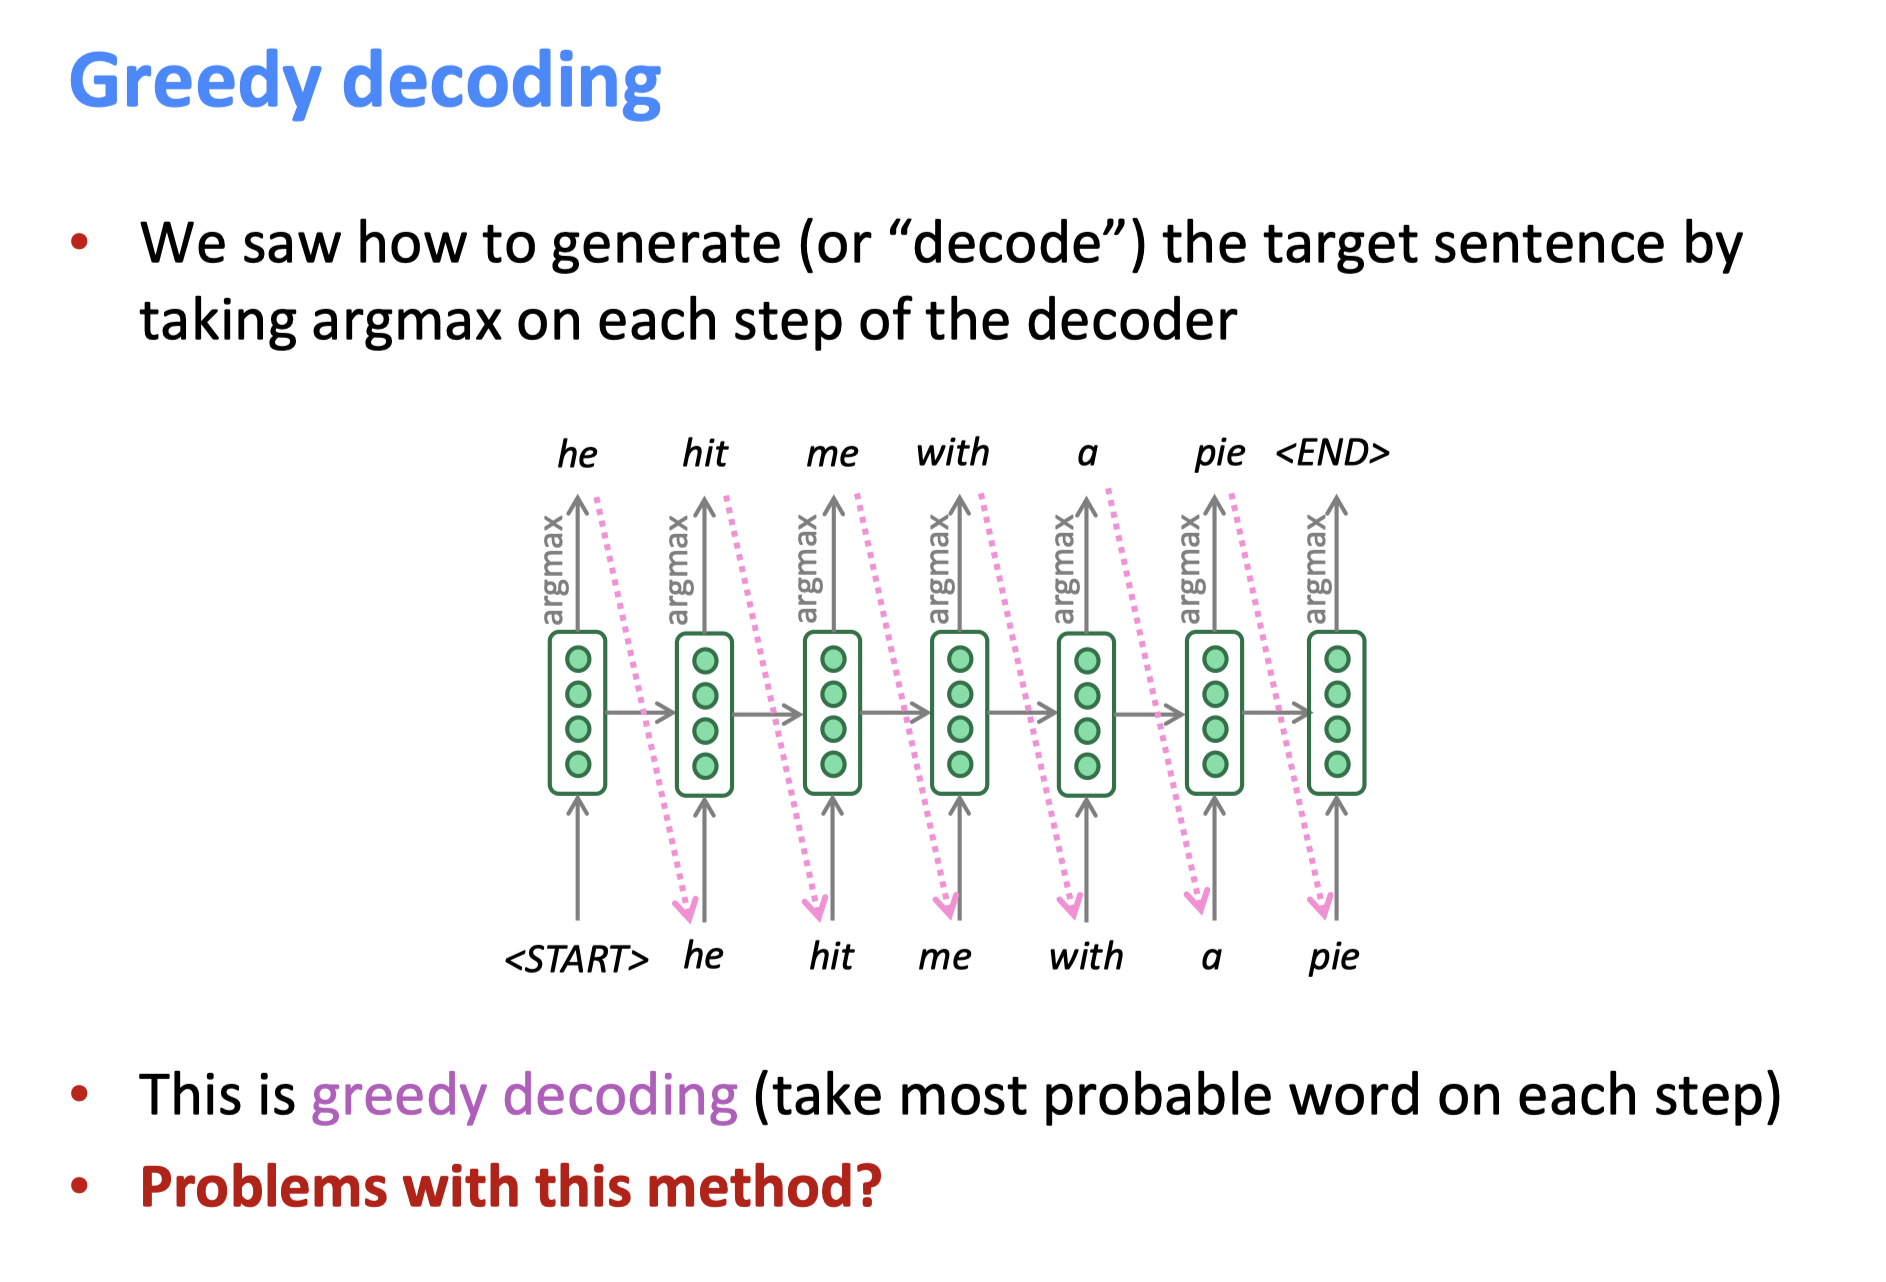 Greedy decoding
• We saw how to generate (or “decode”) the target sentence by
taking argmax on each step of the decoder
he hit me with a pie <END>
argmax argmax argmax argmax argmax argmax argmax
<START> he hit me with a pie
• This is greedy decoding (take most probable word on each step)
• Problems with this method?